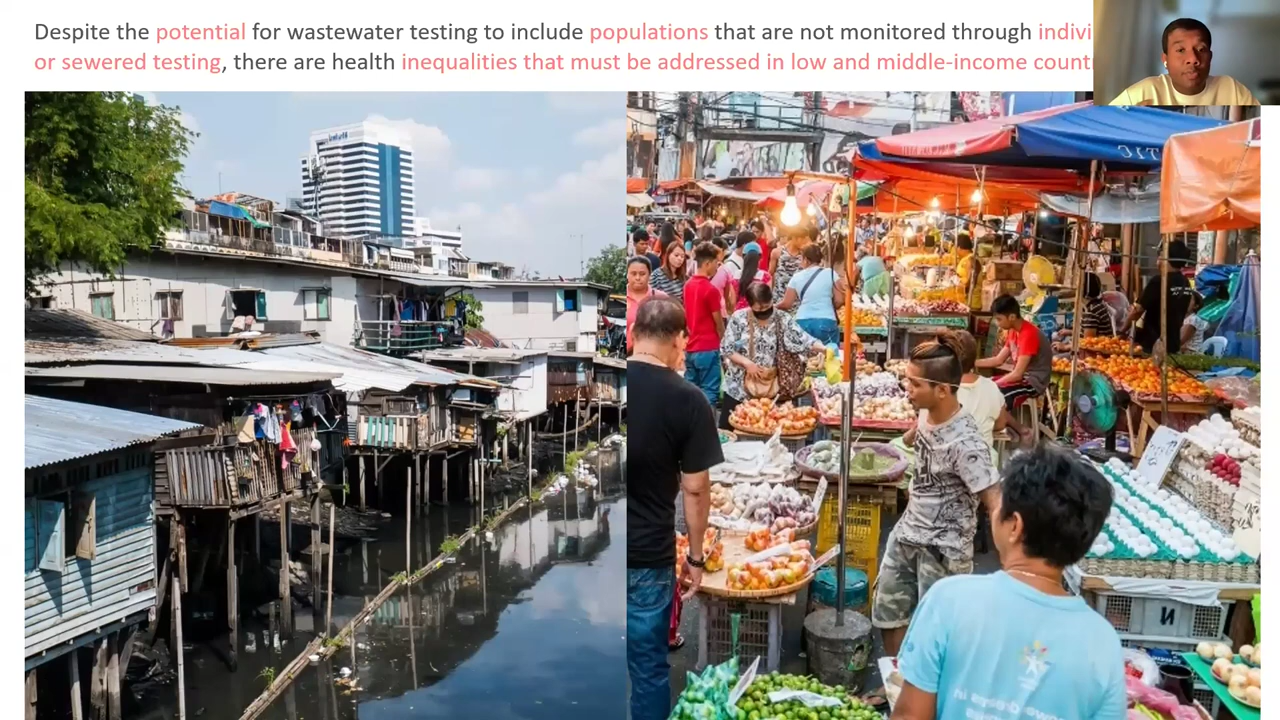 Despite the potential for wastewater testing to include populations that are not monitored through indivi
or sewered testing, there are health inequalities that must be addressed in low and middle-income count